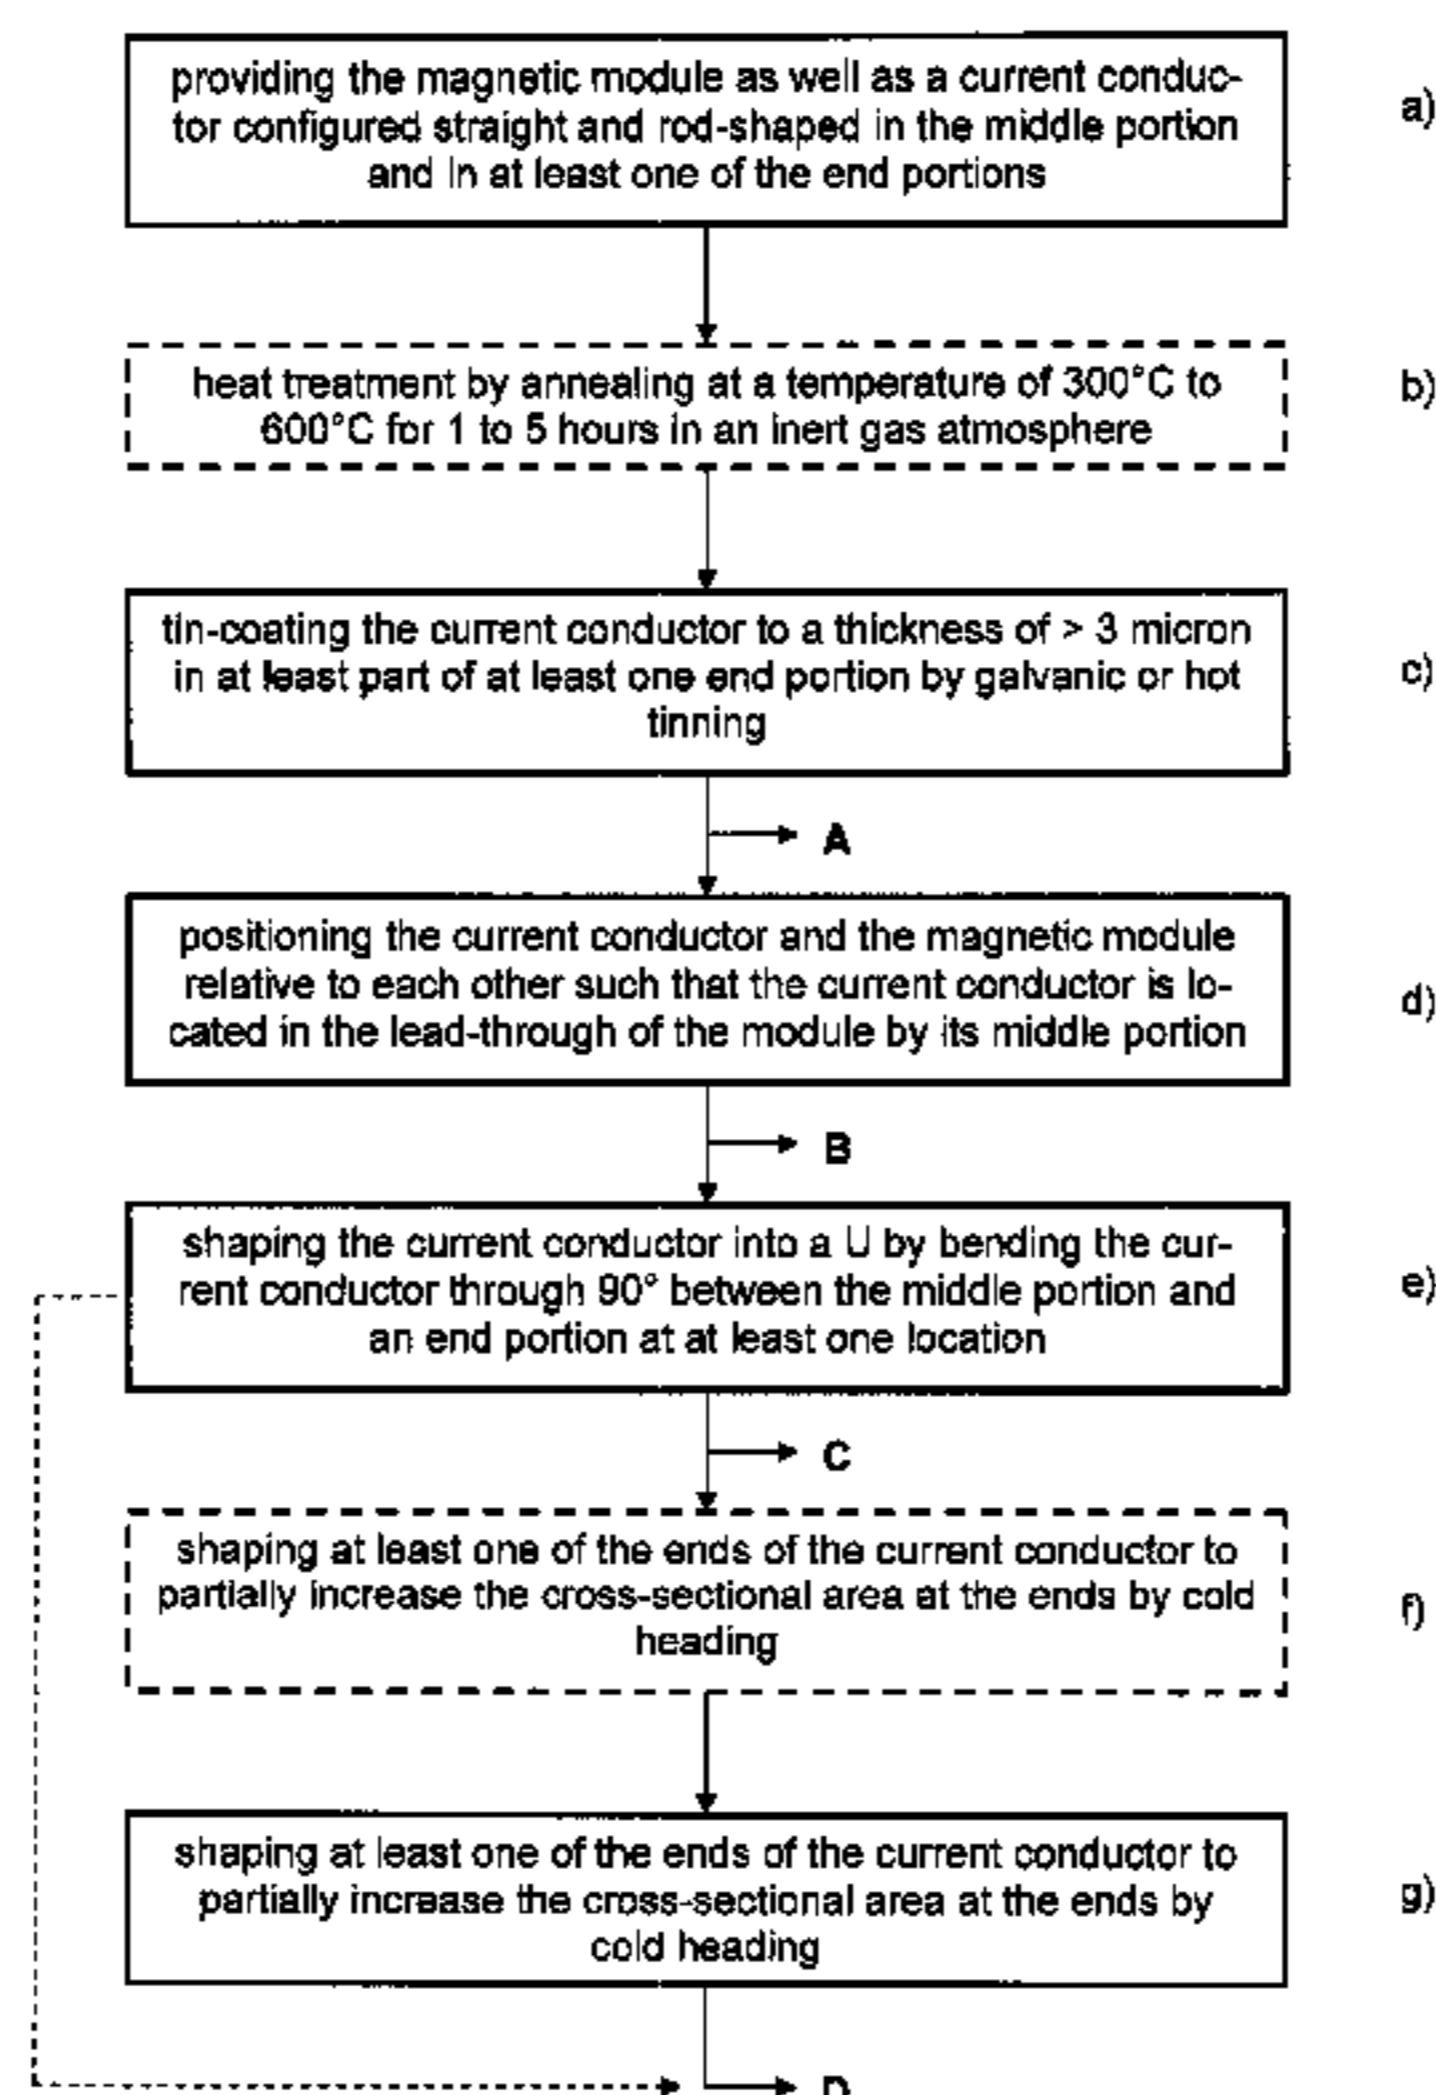 providing the magnetic module as well as a current conduc-
tor configured straight and rod-shaped in the middle portion
and in at least one of the end portions
a)
heat treatment by annealing at a temperature of 300°C to
600°C for 1 to 5 hours in an inert gas atmosphere
b)
tin-coating the current conductor to a thickness of > 3 micron
in at least part of at least one end portion by galvanic or hot
tinning
c)
A
positioning the current conductor and the magnetic module
relative to each other such that the current conductor is lo-
cated in the lead-through of the module by its middle portion
d)
B
shaping the current conductor into a U by bending the cur-
rent conductor through 90° between the middle portion and
an end portion at at least one location
e)
C
shaping at least one of the ends of the current conductor to
partially increase the cross-sectional area at the ends by cold
heading
f)
shaping at least one of the ends of the current conductor to
partially increase the cross-sectional area at the ends by
cold heading
g)
D